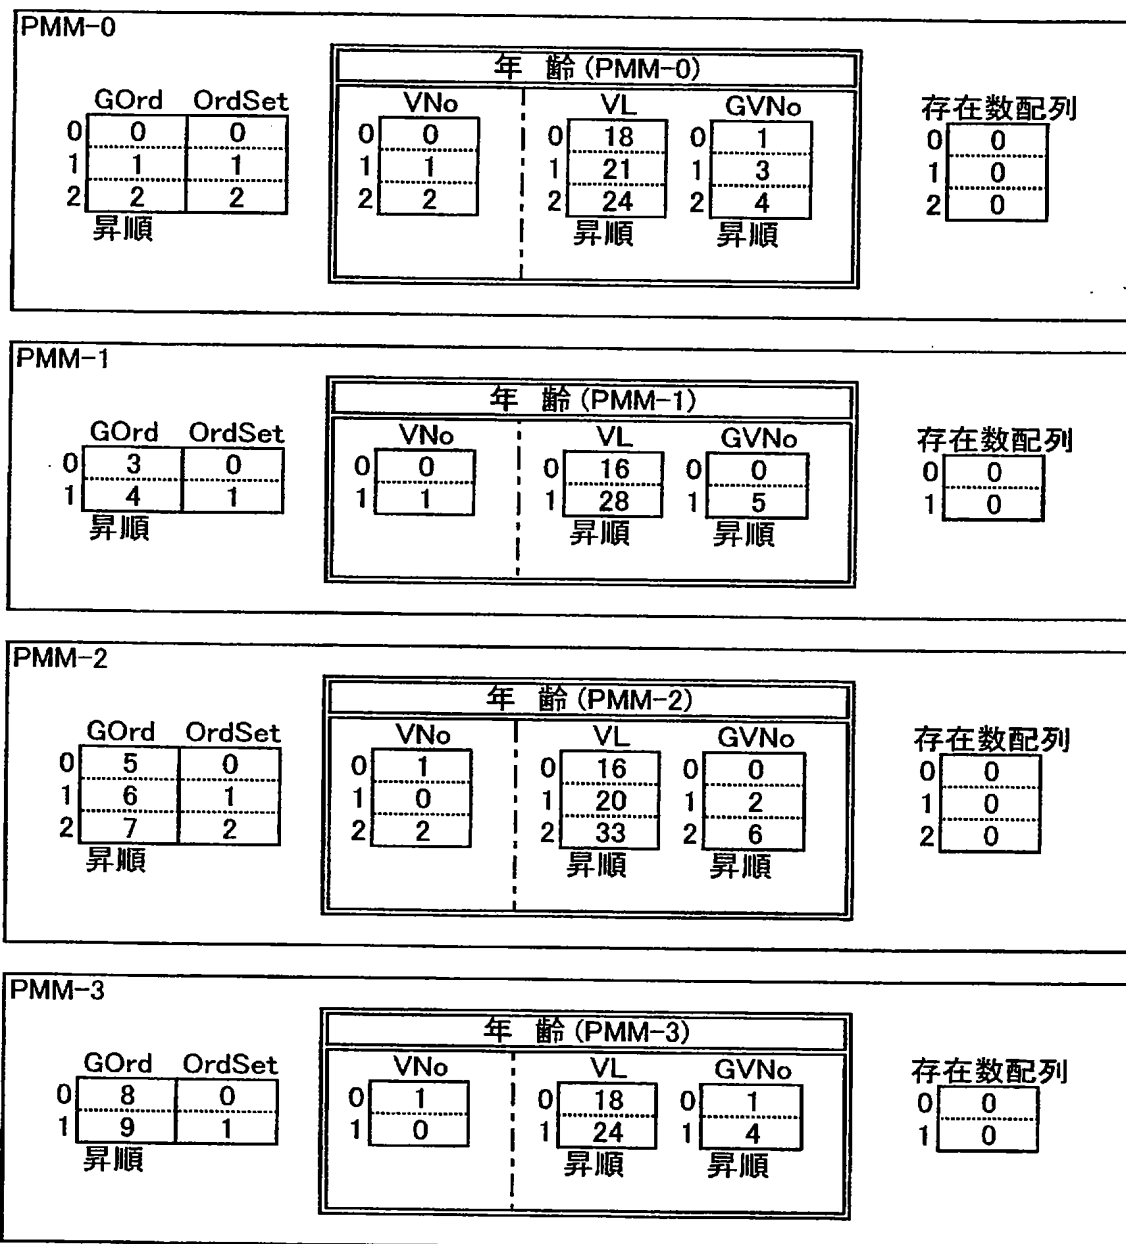 PMM-0
年 齢 (PMM-0)
GOrd OrdSet VNo VL GVNo 存在数配列
0 0 0 0 0 0 18 0 1 0 0
1 1 1 1 1 1 21 1 3 1 0
2 2 2 2 2 2 24 2 4 2 0
昇順 昇順 昇順
PMM-1
年 齢 (PMM-1)
GOrd OrdSet VNo VL GVNo 存在数配列
0 3 0 0 0 0 16 0 0 0 0
1 4 1 1 1 1 28 1 5 1 0
昇順 昇順 昇順
PMM-2
年 齢 (PMM-2)
GOrd OrdSet VNo VL GVNo 存在数配列
0 5 0 0 1 0 16 0 0 0 0
1 6 1 1 0 1 20 1 2 1 0
2 7 2 2 2 2 33 2 6 2 0
昇順 昇順 昇順
PMM-3
年 齢 (PMM-3)
GOrd OrdSet VNo VL GVNo 存在数配列
0 8 0 0 1 0 18 0 1 0 0
1 9 1 1 0 1 24 1 4 1 0
昇順 昇順 昇順